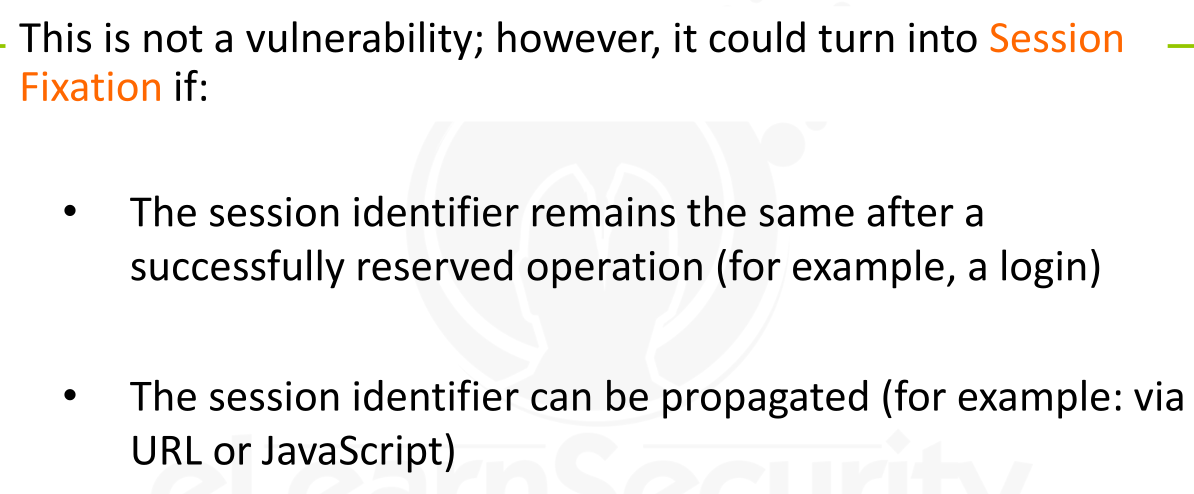 This is not a vulnerability; however, it could turn into Session
Fixation if:
• The session identifier remains the same after a
successfully reserved operation (for example, a login)
• The session identifier can be propagated (for example: via
URL or JavaScript)
eLearnSecurity